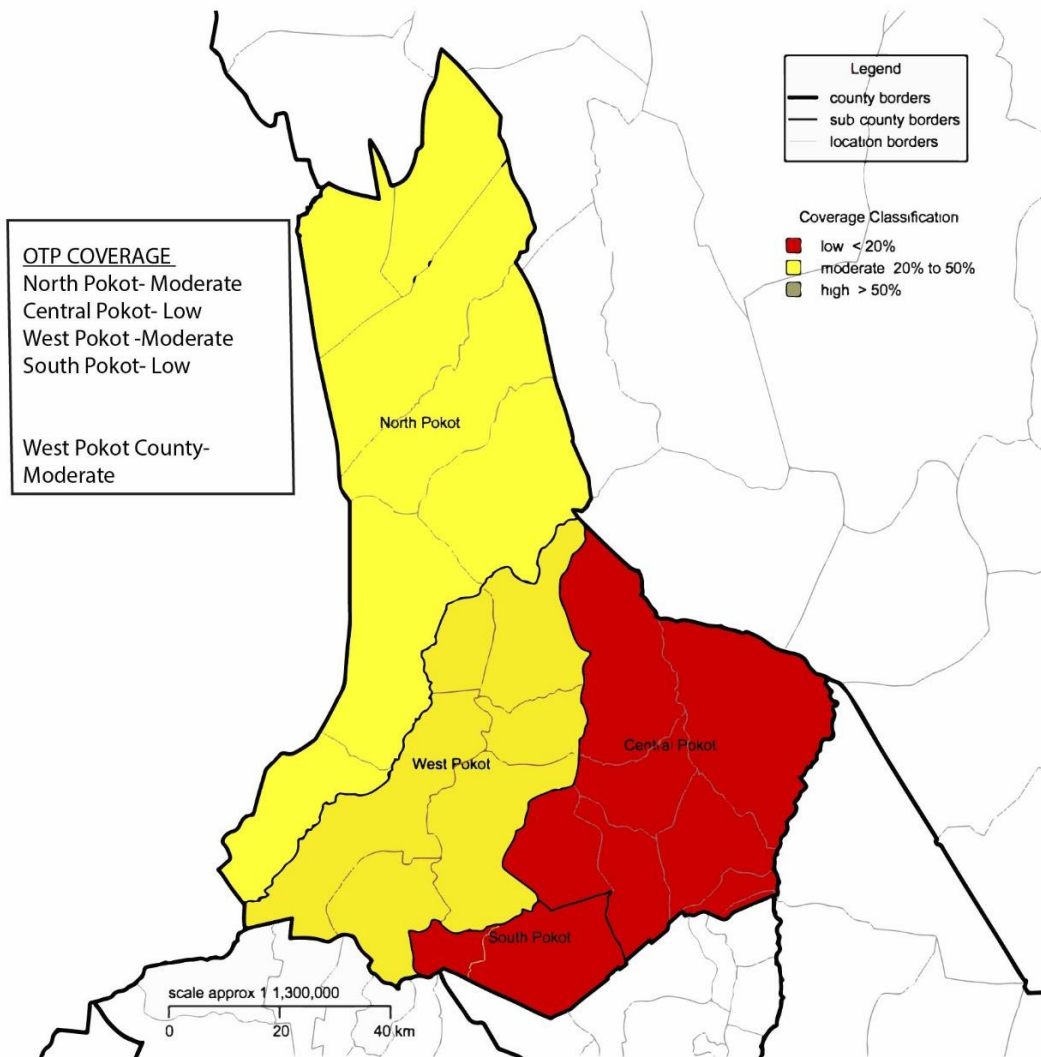 Legend
county borders
sub county borders
location borders
Coverage Classification
low < 20%
moderate 20% to 50%
high > 50%
OTP COVERAGE
North Pokot- Moderate
Central Pokot- Low
West Pokot -Moderate
South Pokot- Low
West Pokot County-
Moderate
North Pokot
West Pokot
Central Pokot
South Pokot
scale approx 1 1,300,000
0 20 40 km